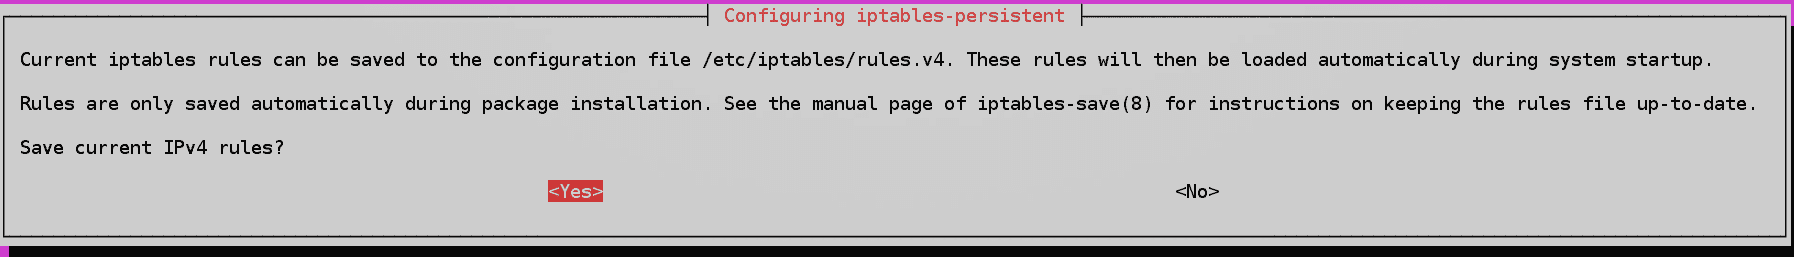 Configuring iptables-persistent
Current iptables rules can be saved to the configuration file /etc/iptables/rules.v4. These rules will then be loaded automatically during system startup.
Rules are only saved automatically during package installation. See the manual page of iptables-save(8) for instructions on keeping the rules file up-to-date.
Save current IPv4 rules?
<Yes> <No>